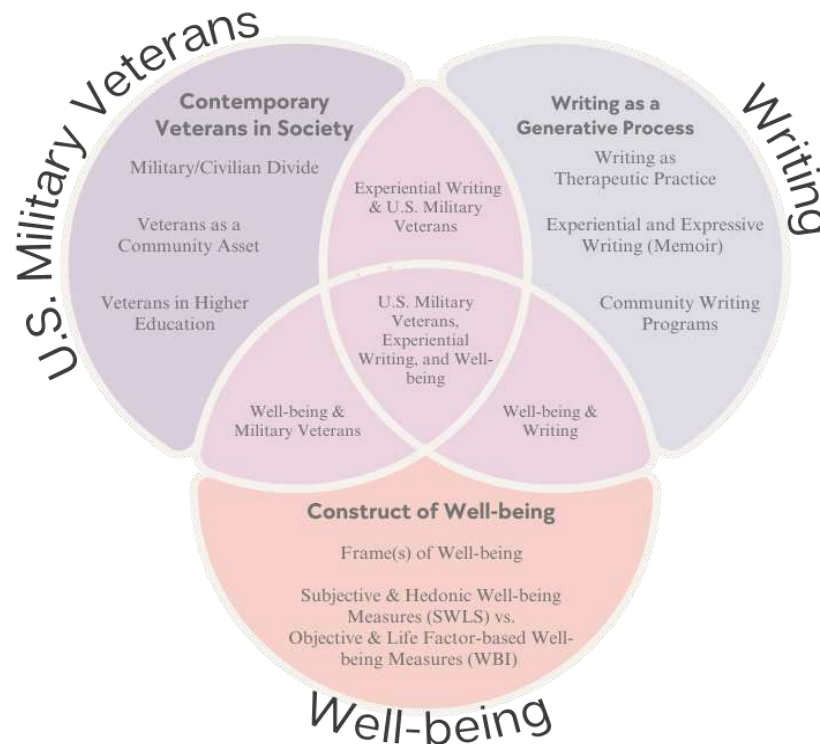 U.S. Military Veterans
Writing
Contemporary
Veterans in Society
Military/Civilian Divide
Veterans as a
Community Asset
Veterans in Higher
Education
Experiential Writing
& U.S. Military
Veterans
Writing as a
Generative Process
Writing as
Therapeutic Practice
Experiential and Expressive
Writing (Memoir)
Community Writing
Programs
U.S. Military
Veterans,
Experiential
Writing, and Well-
being
Well-being &
Military Veterans
Well-being &
Writing
Construct of Well-being
Frame(s) of Well-being
Subjective & Hedonic Well-being
Measures (SWLS) vs.
Objective & Life Factor-based Well-
being Measures (WBI)
Well-being